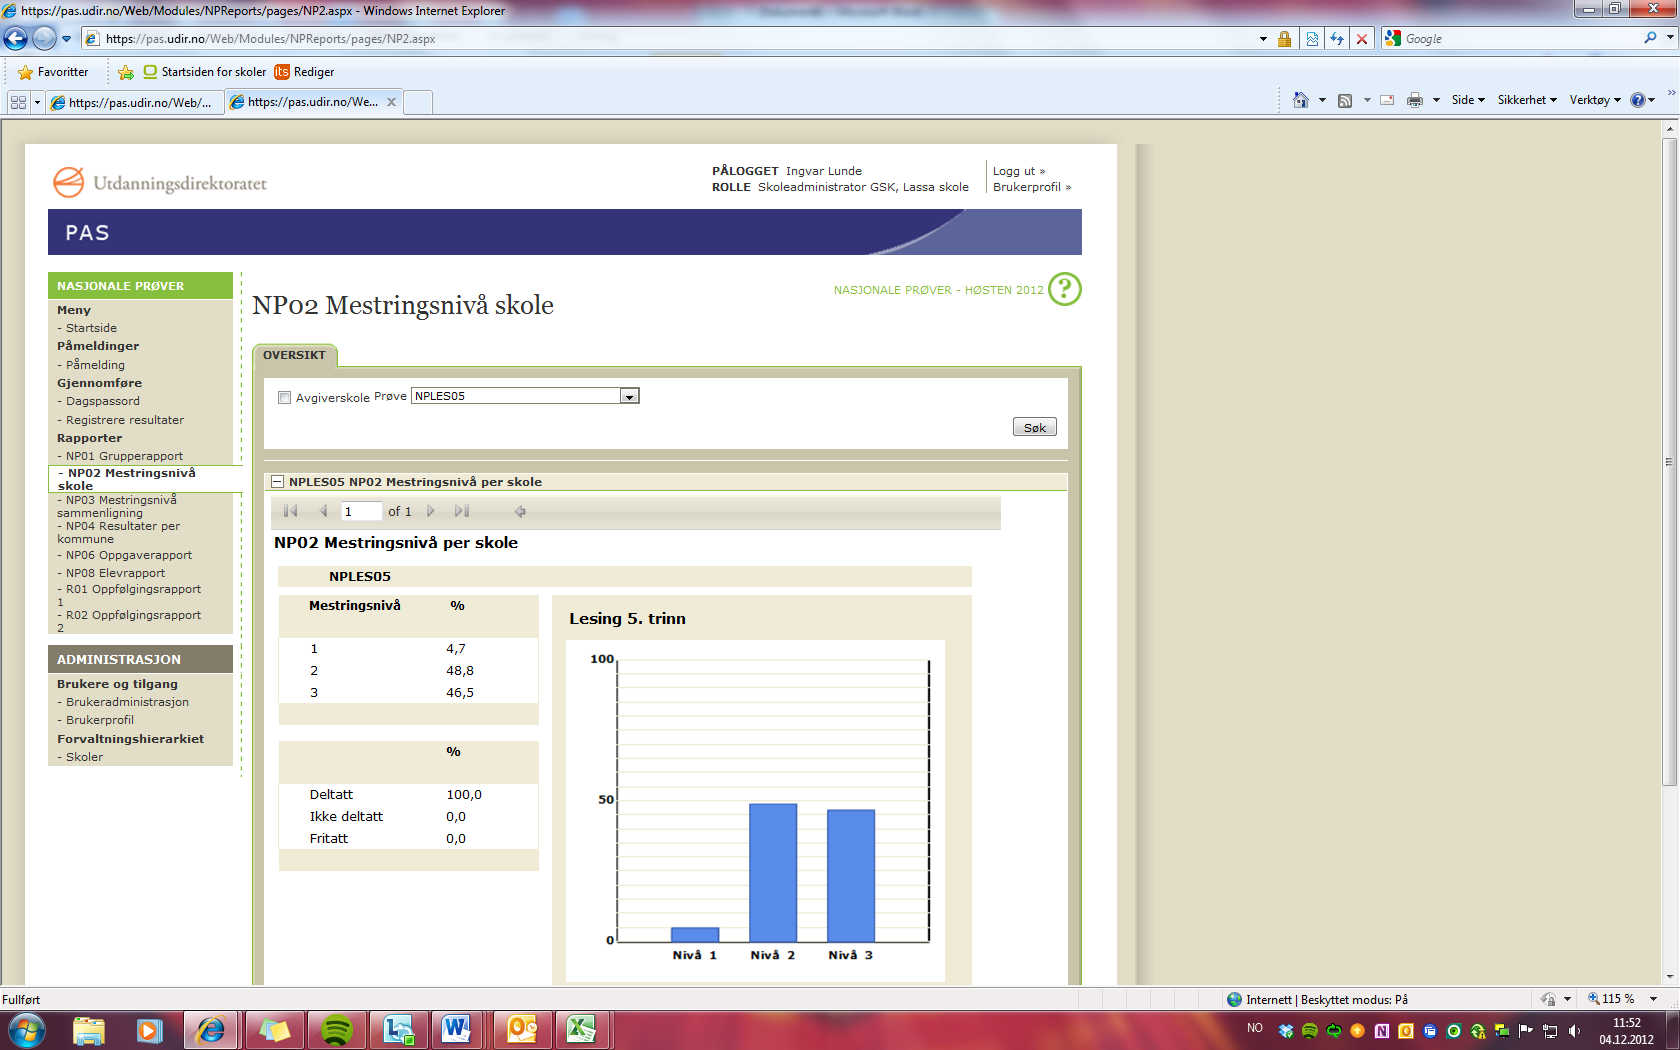 https://pas.udir.no/Web/Modules/NPReports/pages/NP2.aspx - Windows Internet Explorer
https://pas.udir.no/Web/Modules/NPReports/pages/NP2.aspx
Google
Favoritter
Startsiden for skoler
its Rediger
https://pas.udir.no/Web/...
https://pas.udir.no/We...
Side
Sikkerhet
Verktøy
Utdanningsdirektoratet
PÅLOGGET Ingvar Lunde
ROLLE Skoleadministrator GSK, Lassa skole
Logg ut »
Brukerprofil »
PAS
NASJONALE PRØVER
Meny
- Startside
Påmeldinger
- Påmelding
Gjennomføre
- Dagspassord
- Registrere resultater
Rapporter
- NP01 Grupperapport
- NP02 Mestringsnivå
skole
- NP03 Mestringsnivå
sammenligning
- NP04 Resultater per
kommune
- NP06 Oppgaverapport
- NP08 Elevrapport
- R01 Oppfølgingsrapport
1
- R02 Oppfølgingsrapport
2
ADMINISTRASJON
Brukere og tilgang
- Brukeradministrasjon
- Brukerprofil
Forvaltningshierarkiet
- Skoler
NP02 Mestringsnivå skole
NASJONALE PRØVER - HØSTEN 2012
?
OVERSIKT
Avgiverskole Prøve NPLES05
Søk
NPLES05 NP02 Mestringsnivå per skole
1 of 1
NP02 Mestringsnivå per skole
NPLES05
Mestringsnivå %
1 4,7
2 48,8
3 46,5
%
Deltatt 100,0
Ikke deltatt 0,0
Fritatt 0,0
Lesing 5. trinn
100
50
0
Nivå 1 Nivå 2 Nivå 3
Fullført
Internett | Beskyttet modus: På
115 %
NO
11:52
04.12.2012